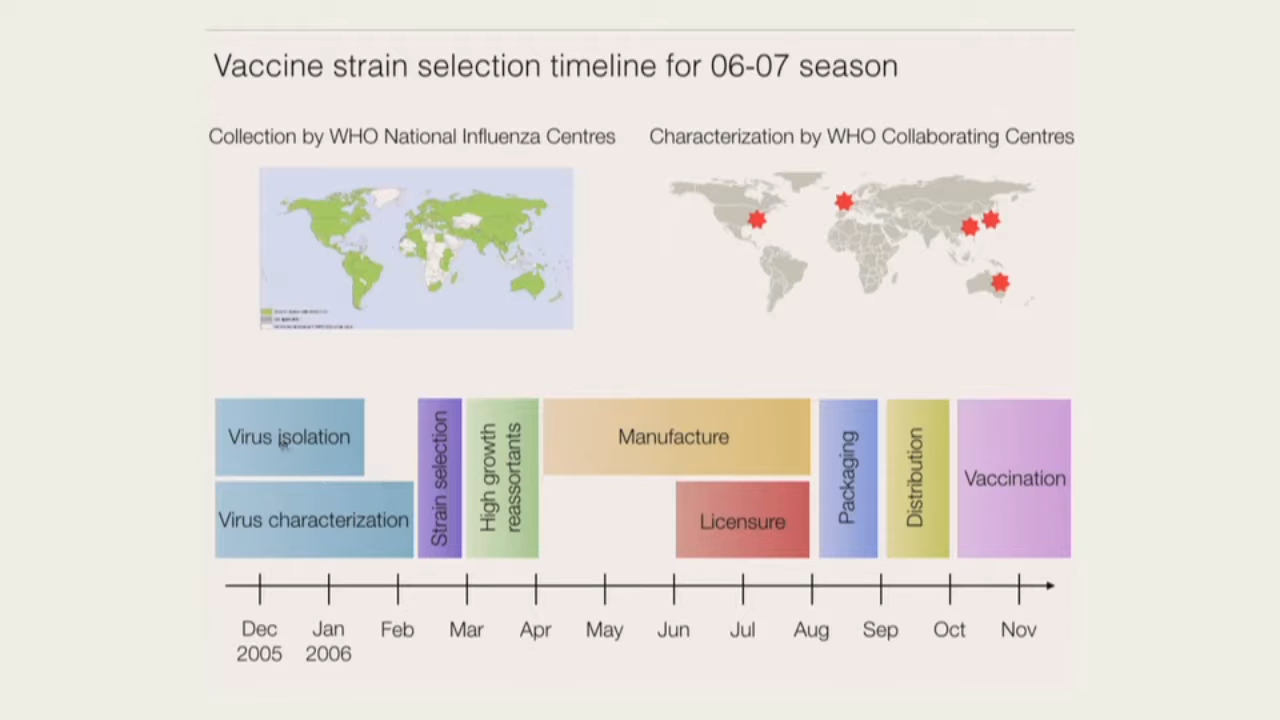 Vaccine strain selection timeline for 06-07 season
Collection by WHO National Influenza Centres
Characterization by WHO Collaborating Centres
Virus isolation
Virus characterization
Strain selection
High growth
reassortants
Manufacture
Licensure
Packaging
Distribution
Vaccination
Dec Jan Feb Mar Apr May Jun Jul Aug Sep Oct Nov
2005 2006